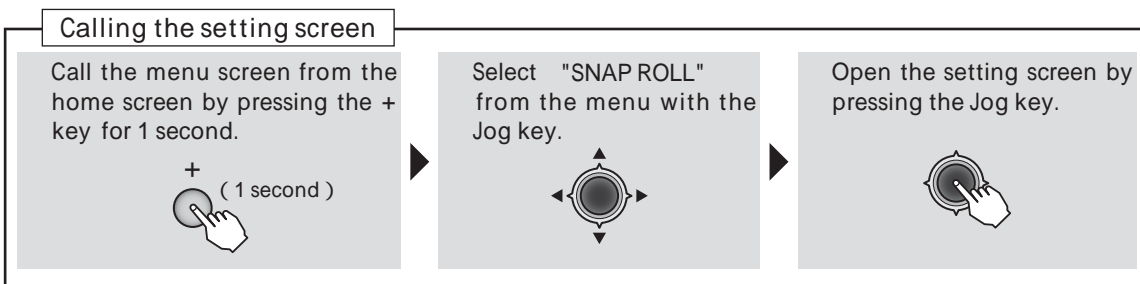 Calling the setting screen
Call the menu screen from the
home screen by pressing the +
key for 1 second.
+
( 1 second )
Select "SNAP ROLL"
from the menu with the
Jog key.
Open the setting screen by
pressing the Jog key.